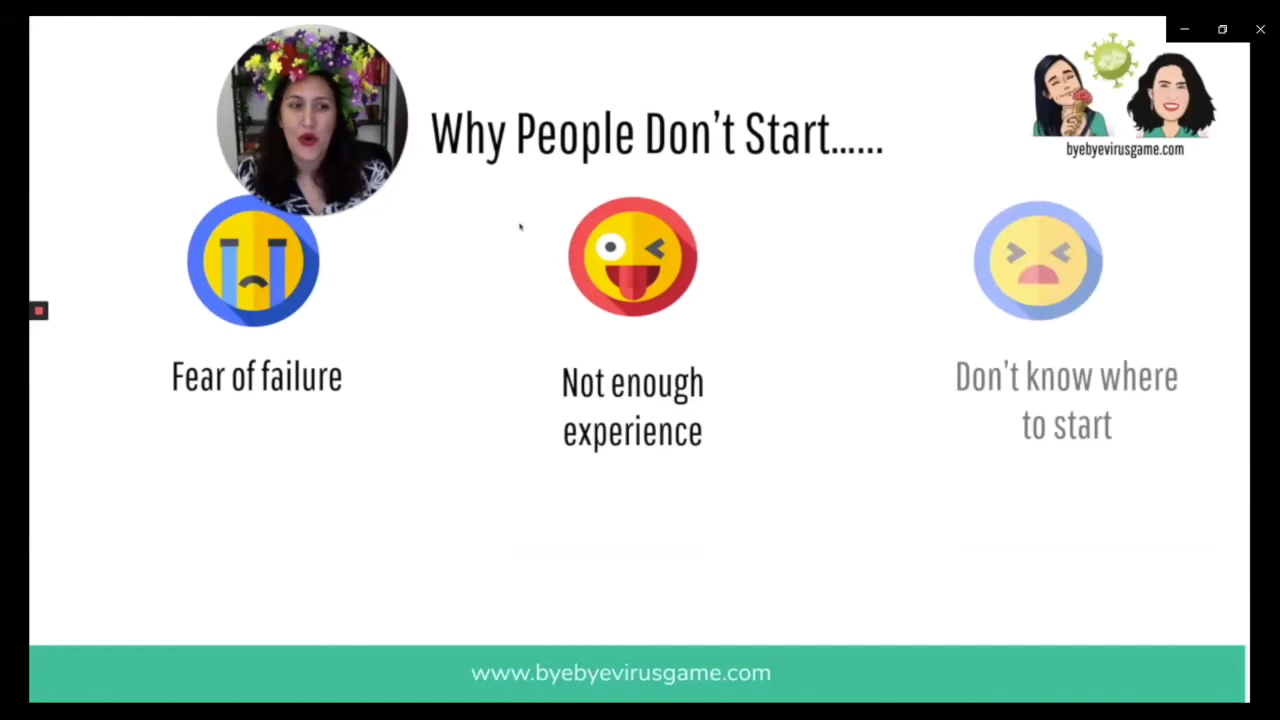 Why People Don't Start......
byebyevirusgame.com
Fear of failure
Not enough
experience
Don't know where
to start
www.byebyevirusgame.com